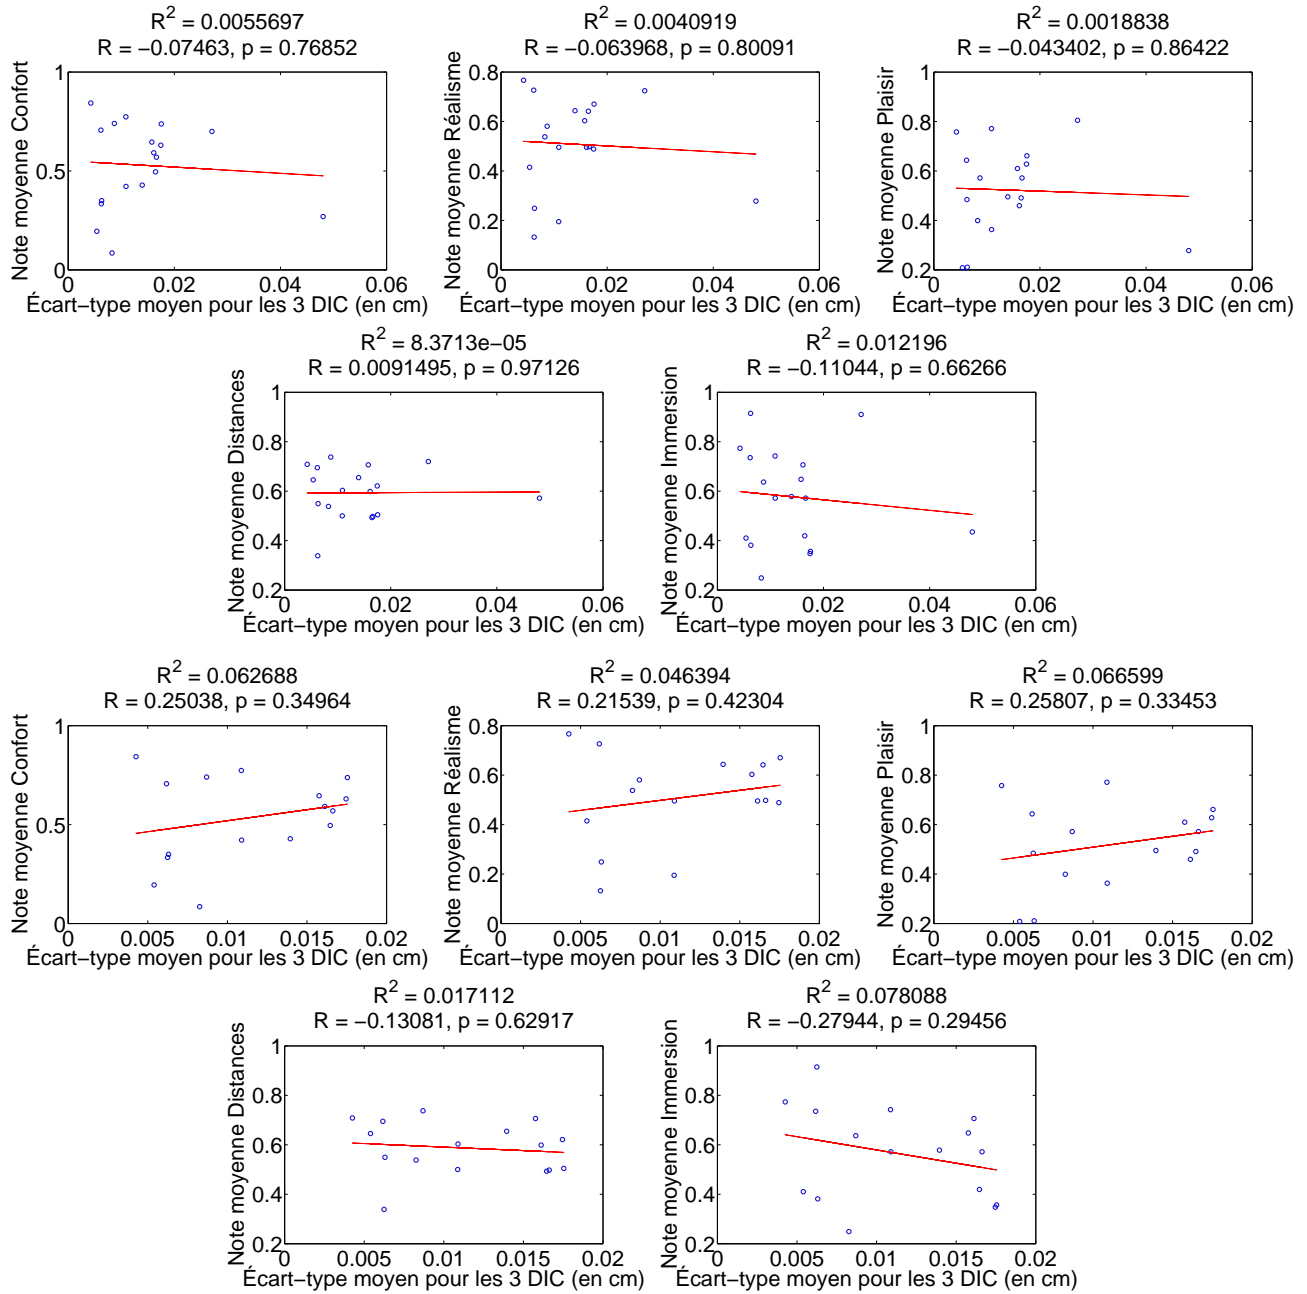 R² = 0.0055697
R = −0.07463, p = 0.76852
Note moyenne Confort
1
0.5
0
0
0.02
0.04
0.06
Écart−type moyen pour les 3 DIC (en cm)
R² = 0.0040919
R = −0.063968, p = 0.80091
Note moyenne Réalisme
0.8
0.6
0.4
0.2
0
0
0.02
0.04
0.06
Écart−type moyen pour les 3 DIC (en cm)
R² = 0.0018838
R = −0.043402, p = 0.86422
Note moyenne Plaisir
1
0.8
0.6
0.4
0.2
0
0.02
0.04
0.06
Écart−type moyen pour les 3 DIC (en cm)
R² = 8.3713e−05
R = 0.0091495, p = 0.97126
Note moyenne Distances
1
0.8
0.6
0.4
0.2
0
0.02
0.04
0.06
Écart−type moyen pour les 3 DIC (en cm)
R² = 0.012196
R = −0.11044, p = 0.66266
Note moyenne Immersion
1
0.8
0.6
0.4
0.2
0
0.02
0.04
0.06
Écart−type moyen pour les 3 DIC (en cm)
R² = 0.062688
R = 0.25038, p = 0.34964
Note moyenne Confort
1
0.5
0
0
0.005
0.01
0.015
0.02
Écart−type moyen pour les 3 DIC (en cm)
R² = 0.046394
R = 0.21539, p = 0.42304
Note moyenne Réalisme
0.8
0.6
0.4
0.2
0
0
0.005
0.01
0.015
0.02
Écart−type moyen pour les 3 DIC (en cm)
R² = 0.066599
R = 0.25807, p = 0.33453
Note moyenne Plaisir
1
0.8
0.6
0.4
0.2
0
0.005
0.01
0.015
0.02
Écart−type moyen pour les 3 DIC (en cm)
R² = 0.017112
R = −0.13081, p = 0.62917
Note moyenne Distances
1
0.8
0.6
0.4
0.2
0
0.005
0.01
0.015
0.02
Écart−type moyen pour les 3 DIC (en cm)
R² = 0.078088
R = −0.27944, p = 0.29456
Note moyenne Immersion
1
0.8
0.6
0.4
0.2
0
0.005
0.01
0.015
0.02
Écart−type moyen pour les 3 DIC (en cm)